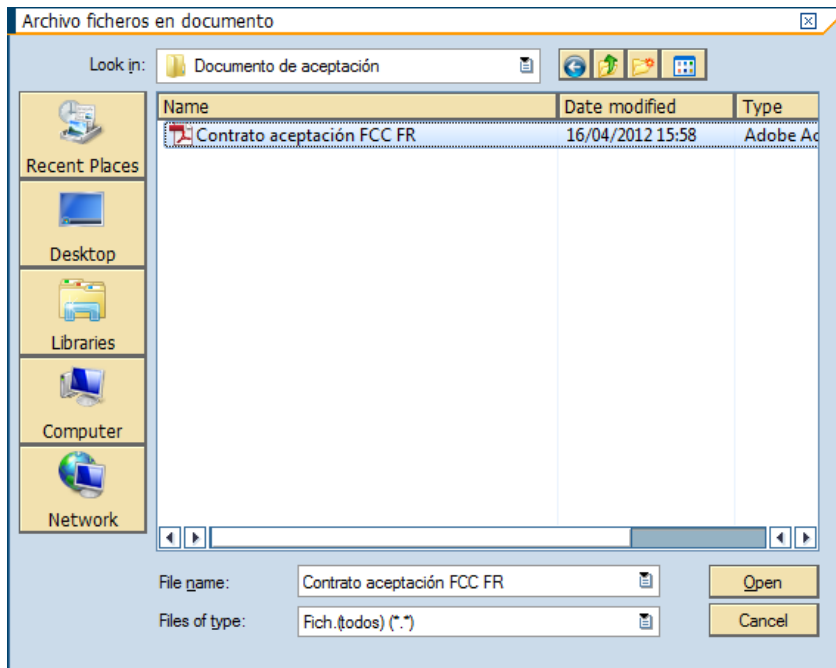 Archivo ficheros en documento
Look in: Documento de aceptación
Name Date modified Type
Contrato aceptación FCC FR 16/04/2012 15:58 Adobe Ac
Recent Places
Desktop
Libraries
Computer
Network
File name: Contrato aceptación FCC FR Open
Files of type: Fich.(todos) (*.*) Cancel